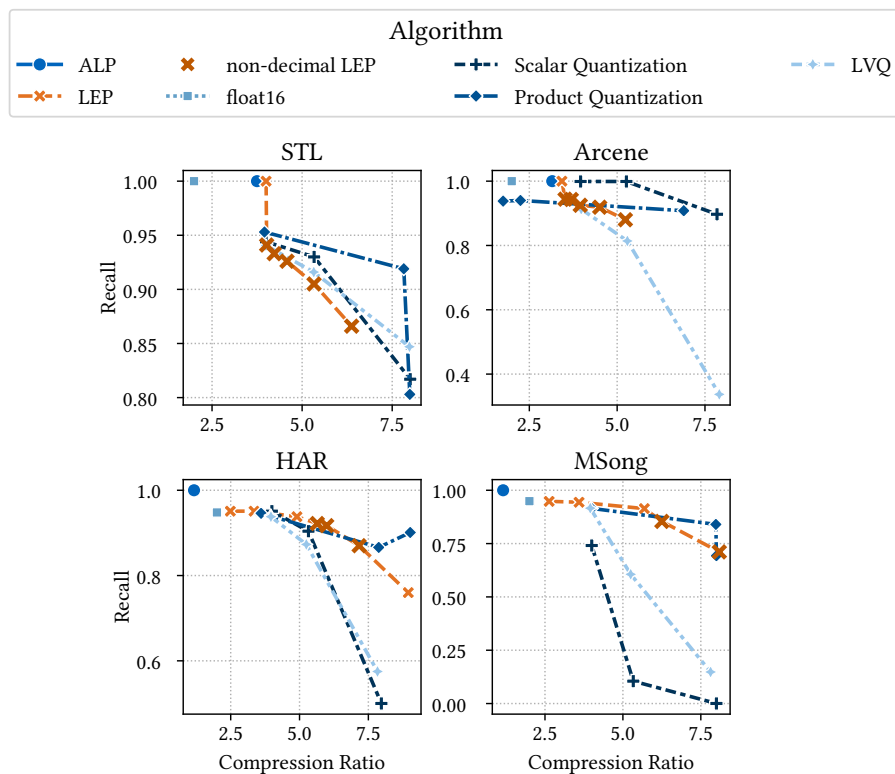 Algorithm
ALP non-decimal LEP Scalar Quantization LVQ
LEP float16 Product Quantization
STL Arcene
1.00
0.95
0.90
0.85
0.80
Recall
2.5 5.0 7.5
1.0
0.8
0.6
0.4
2.5 5.0 7.5
HAR MSong
1.0
0.8
0.6
Recall
2.5 5.0 7.5
Compression Ratio
1.00
0.75
0.50
0.25
0.00
2.5 5.0 7.5
Compression Ratio